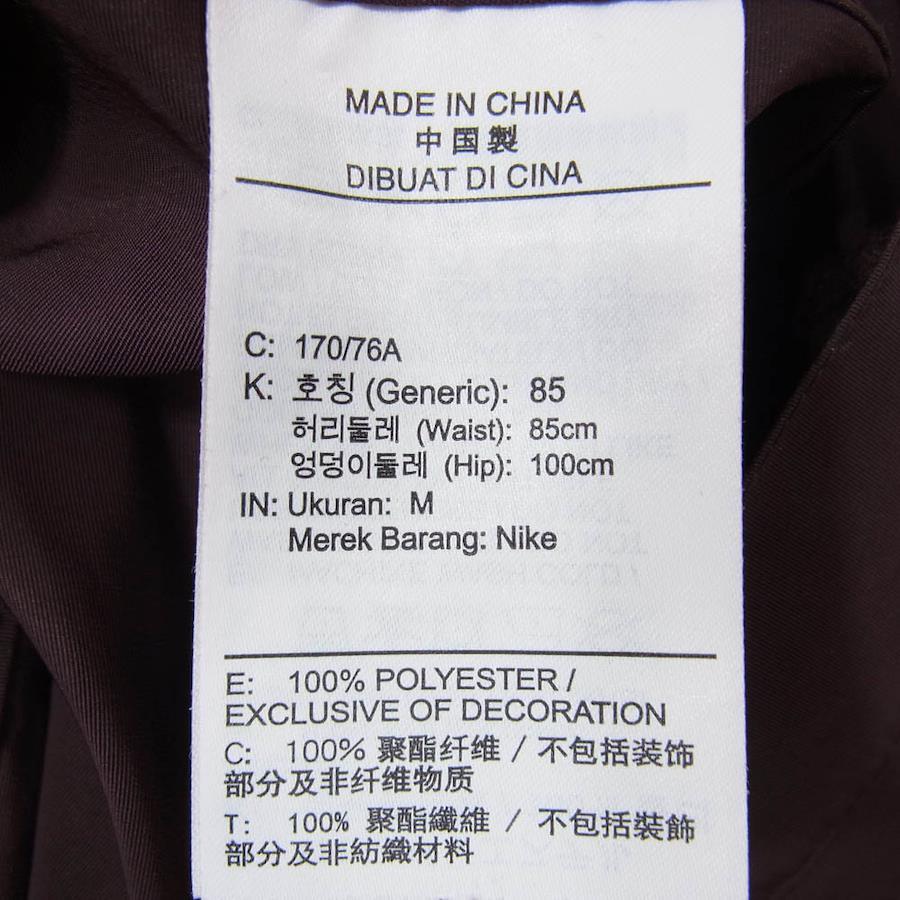 MADE IN CHINA
中国製
DIBUAT DI CINA
C: 170/76A
K: 호칭 (Generic): 85
허리둘레 (Waist): 85cm
엉덩이둘레 (Hip): 100cm
IN: Ukuran: M
Merek Barang: Nike
E: 100% POLYESTER /
EXCLUSIVE OF DECORATION
C: 100% 聚酯纤维 / 不包括装饰
部分及非纤维物质
T: 100% 聚酯纖維 / 不包括裝飾
部分及非紡織材料